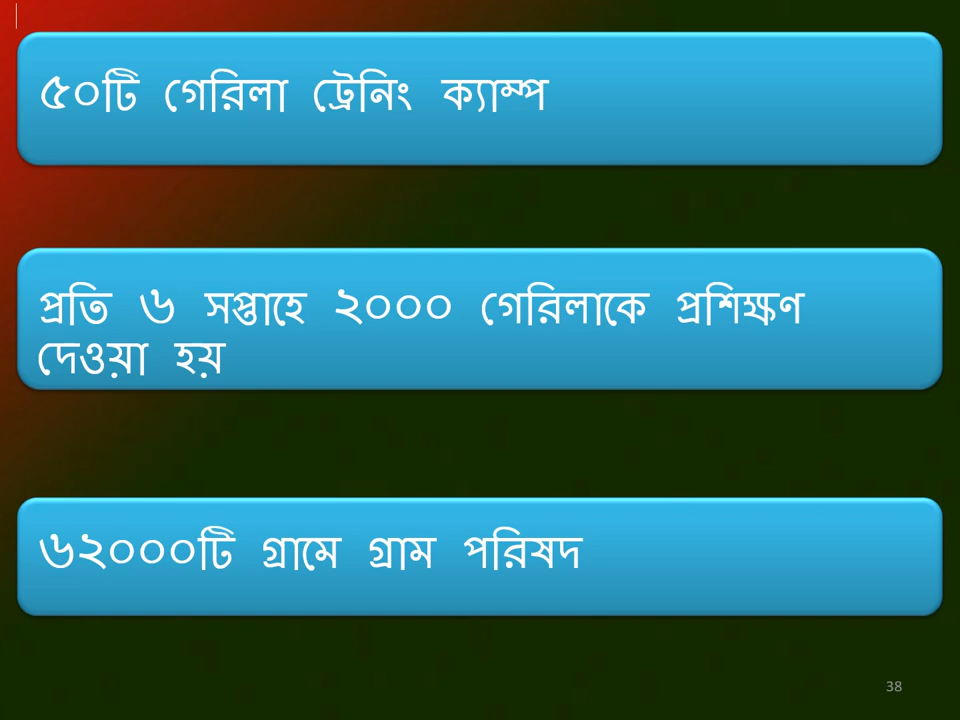 ৫০টি গেরিলা ট্রেনিং ক্যাম্প
প্রতি ৬ সপ্তাহে ২০০০ গেরিলাকে প্রশিক্ষণ
দেওয়া হয়
৬২০০০টি গ্রামে গ্রাম পরিষদ
38